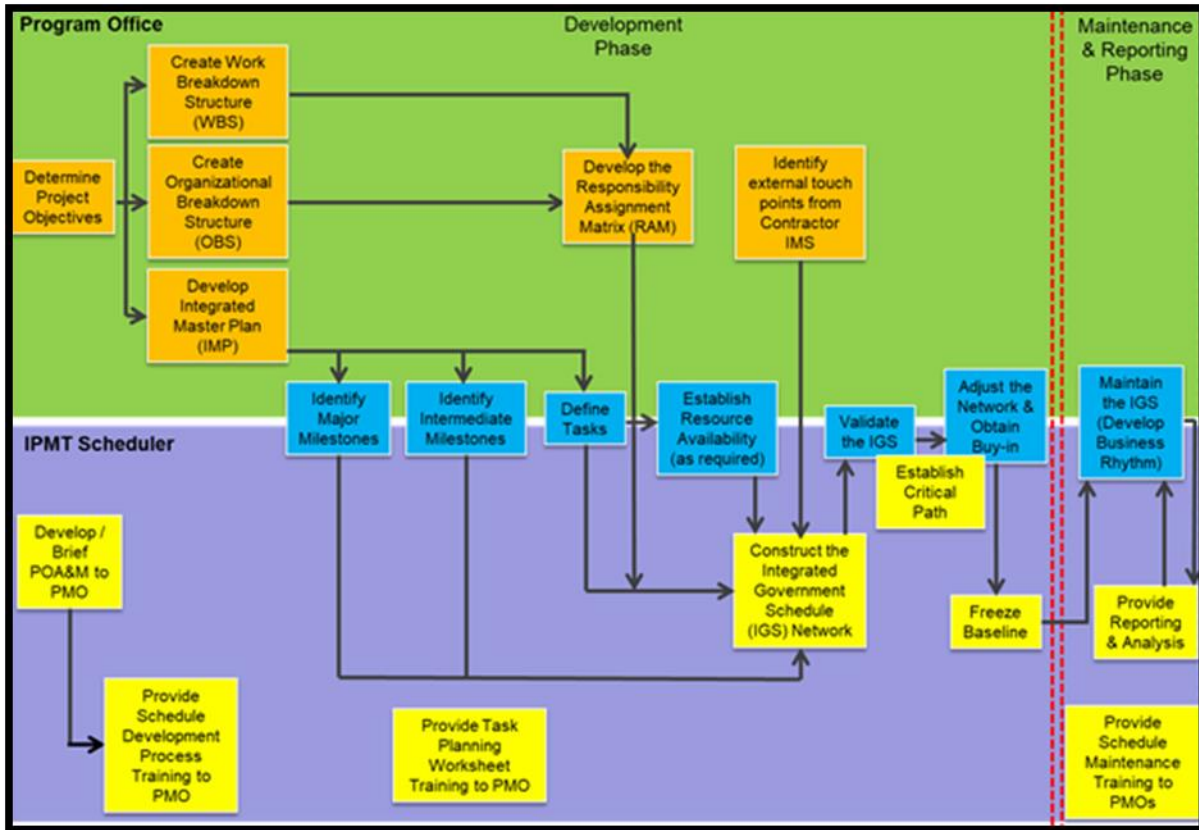 Program Office
Development
Phase
Maintenance
& Reporting
Phase
Create Work
Breakdown
Structure
(WBS)
Determine
Project
Objectives
Create
Organizational
Breakdown
Structure
(OBS)
Develop the
Responsibility
Assignment
Matrix (RAM)
Identify
external touch
points from
Contractor
IMS
Develop
Integrated
Master Plan
(IMP)
Identify
Major
Milestones
Identify
Intermediate
Milestones
Define
Tasks
Establish
Resource
Availability
(as required)
Validate
the IGS
Adjust the
Network &
Obtain
Buy-in
Maintain
the IGS
(Develop
Business
Rhythm)
IPMT Scheduler
Establish
Critical
Path
Develop /
Brief
POA&M to
PMO
Construct the
Integrated
Government
Schedule
(IGS) Network
Freeze
Baseline
Provide
Reporting
& Analysis
Provide
Schedule
Development
Process
Training to
PMO
Provide Task
Planning
Worksheet
Training to PMO
Provide
Schedule
Maintenance
Training to
PMOs